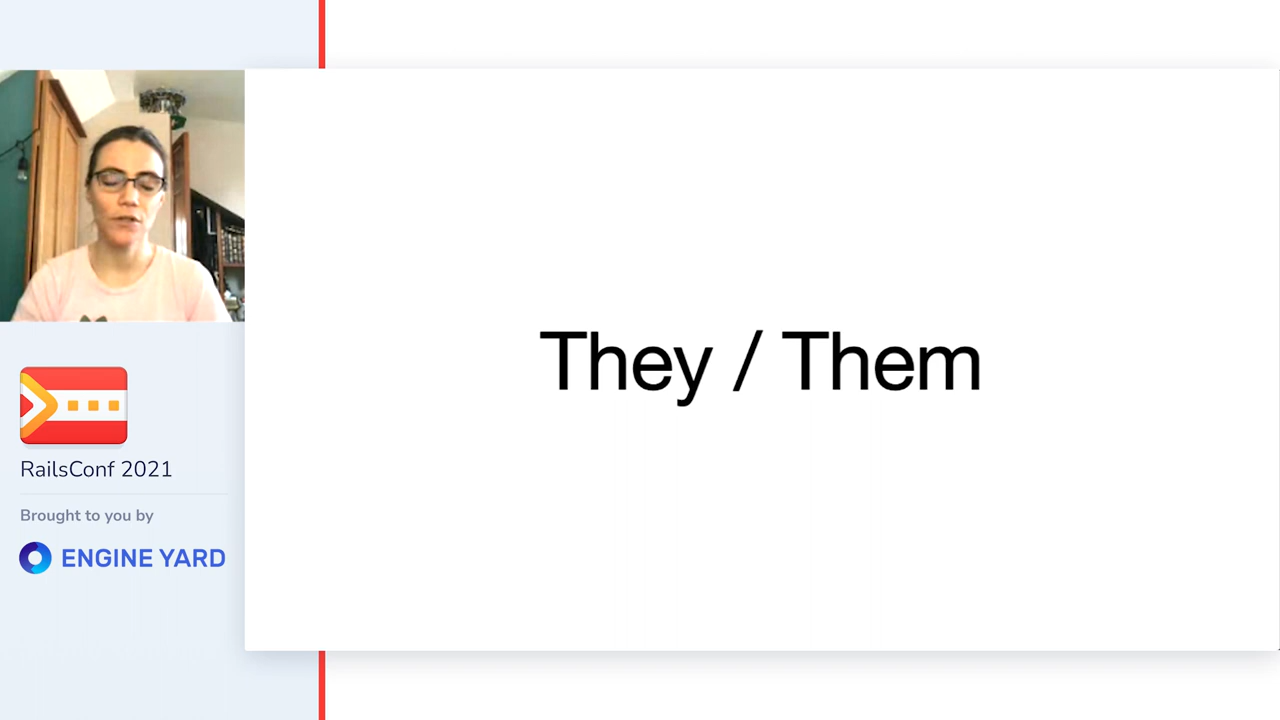 They / Them
RailsConf 2021
Brought to you by
ENGINE YARD